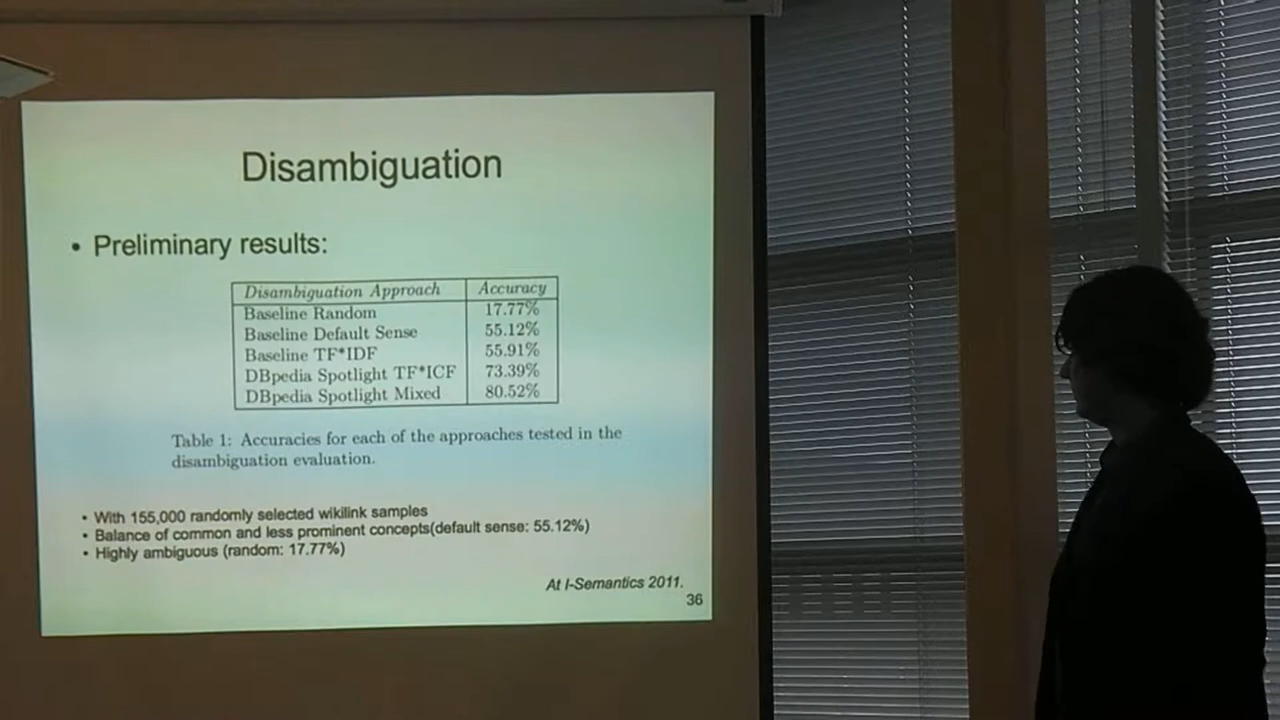 Disambiguation
• Preliminary results:
Disambiguation Approach Accuracy
Baseline Random 17.77%
Baseline Default Sense 55.12%
Baseline TF*IDF 55.91%
DBpedia Spotlight TF*ICF 73.39%
DBpedia Spotlight Mixed 80.52%
Table 1: Accuracies for each of the approaches tested in the
disambiguation evaluation.
• With 155,000 randomly selected wikilink samples
• Balance of common and less prominent concepts(default sense: 55.12%)
• Highly ambiguous (random: 17.77%)
At I-Semantics 2011.
36